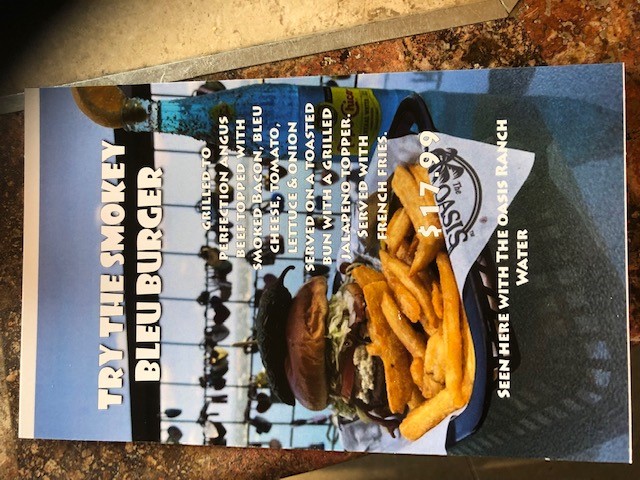 TRY THE SMOKEY
BLEU BURGER
GRILLED TO
PERFECTION ANGUS
BEEF TOPPED WITH
SMOKED BACON, BLEU
CHEESE, TOMATO,
LETTUCE & ONION
SERVED ON A TOASTED
BUN WITH A GRILLED
JALAPENO TOPPER.
SERVED WITH
FRENCH FRIES.
$17.99
The
OASIS
SEEN HERE WITH THE OASIS RANCH
WATER